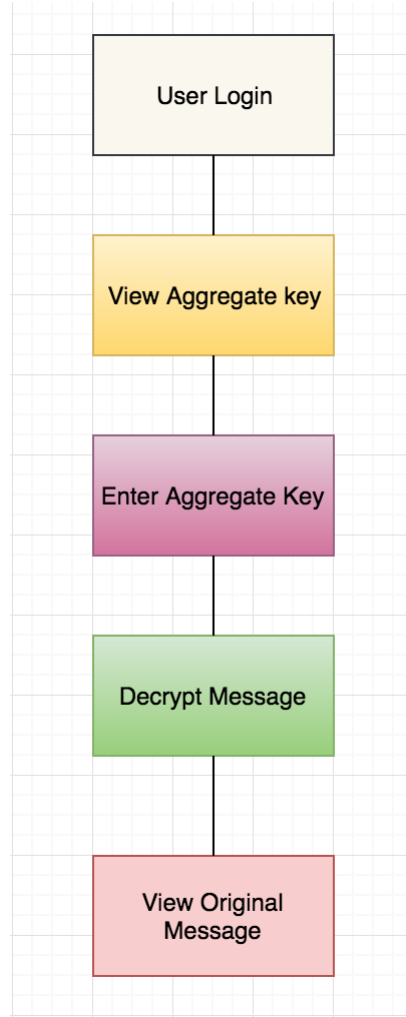 User Login
View Aggregate key
Enter Aggregate Key
Decrypt Message
View Original
Message